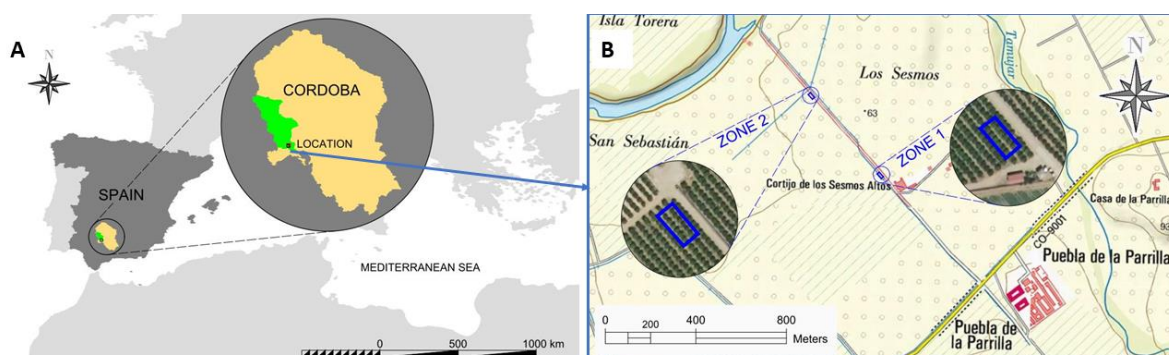 A
N
CORDOBA
LOCATION
SPAIN
MEDITERRANEAN SEA
0 500 1000 km
B
Isla Torera
Tamujar
N
Los Sesmos
63
ZONE 2
San Sebastián
ZONE 1
Cortijo de los Sesmos Altos
Casa de la Parrilla
93
CO-9001
Puebla de la Parrilla
Puebla de
la Parrilla
0 200 400 800
Meters